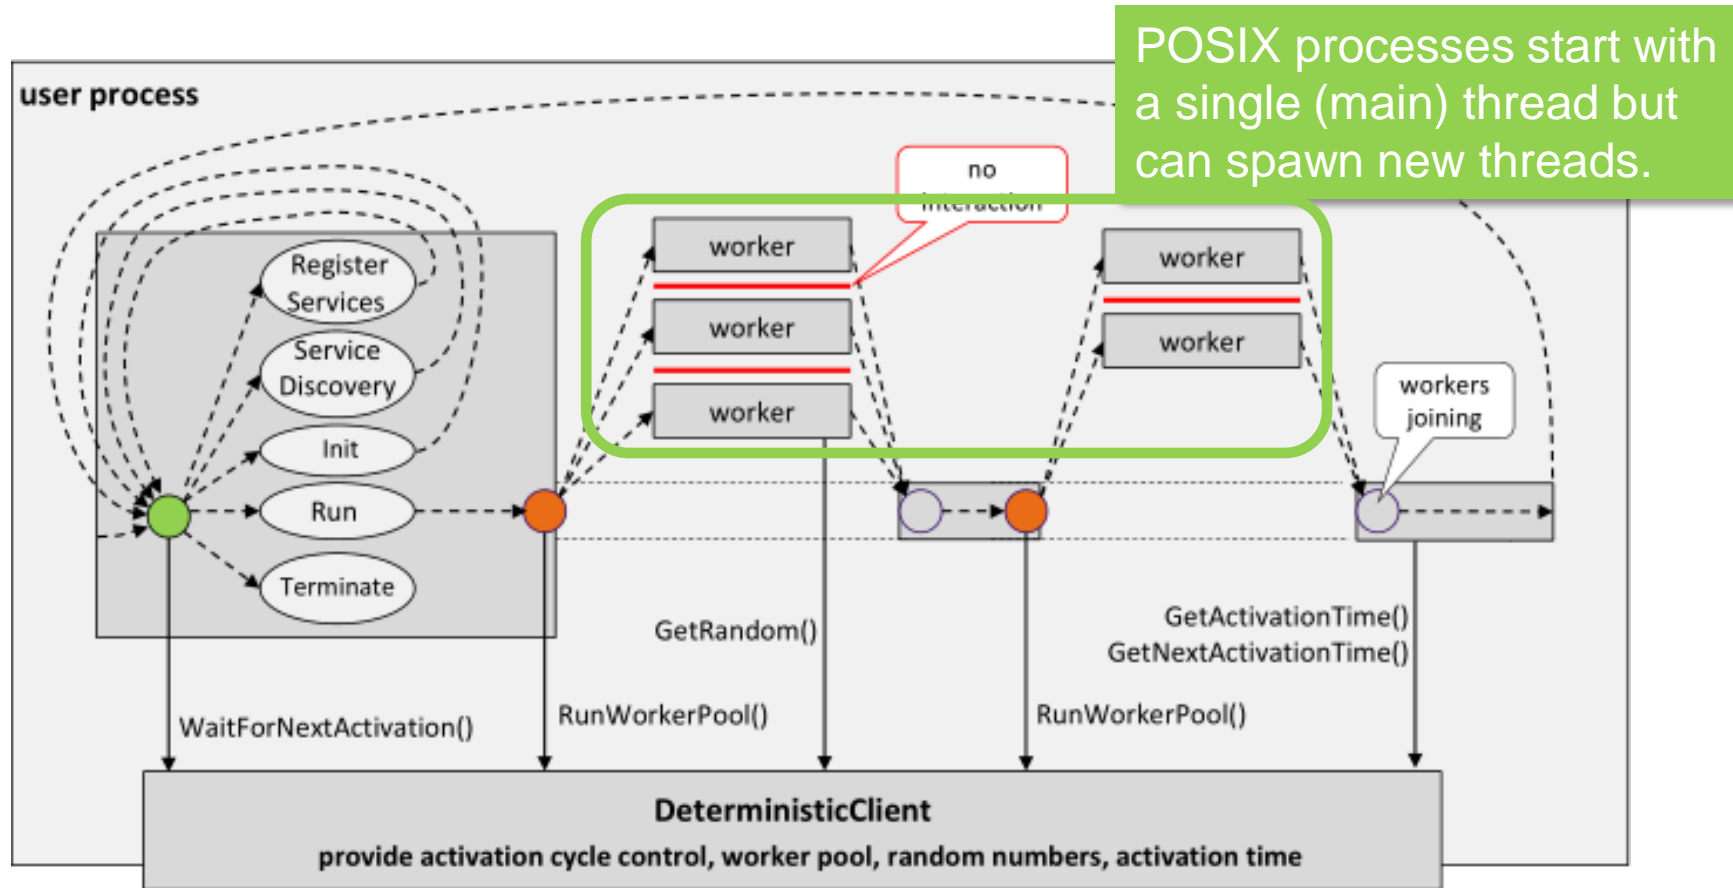 POSIX processes start with
a single (main) thread but
can spawn new threads.
user process
no
interaction
Register
Services
Service
Discovery
Init
Run
Terminate
worker
worker
worker
worker
worker
workers
joining
GetRandom()
GetActivationTime()
GetNextActivationTime()
WaitForNextActivation()
RunWorkerPool()
RunWorkerPool()
DeterministicClient
provide activation cycle control, worker pool, random numbers, activation time